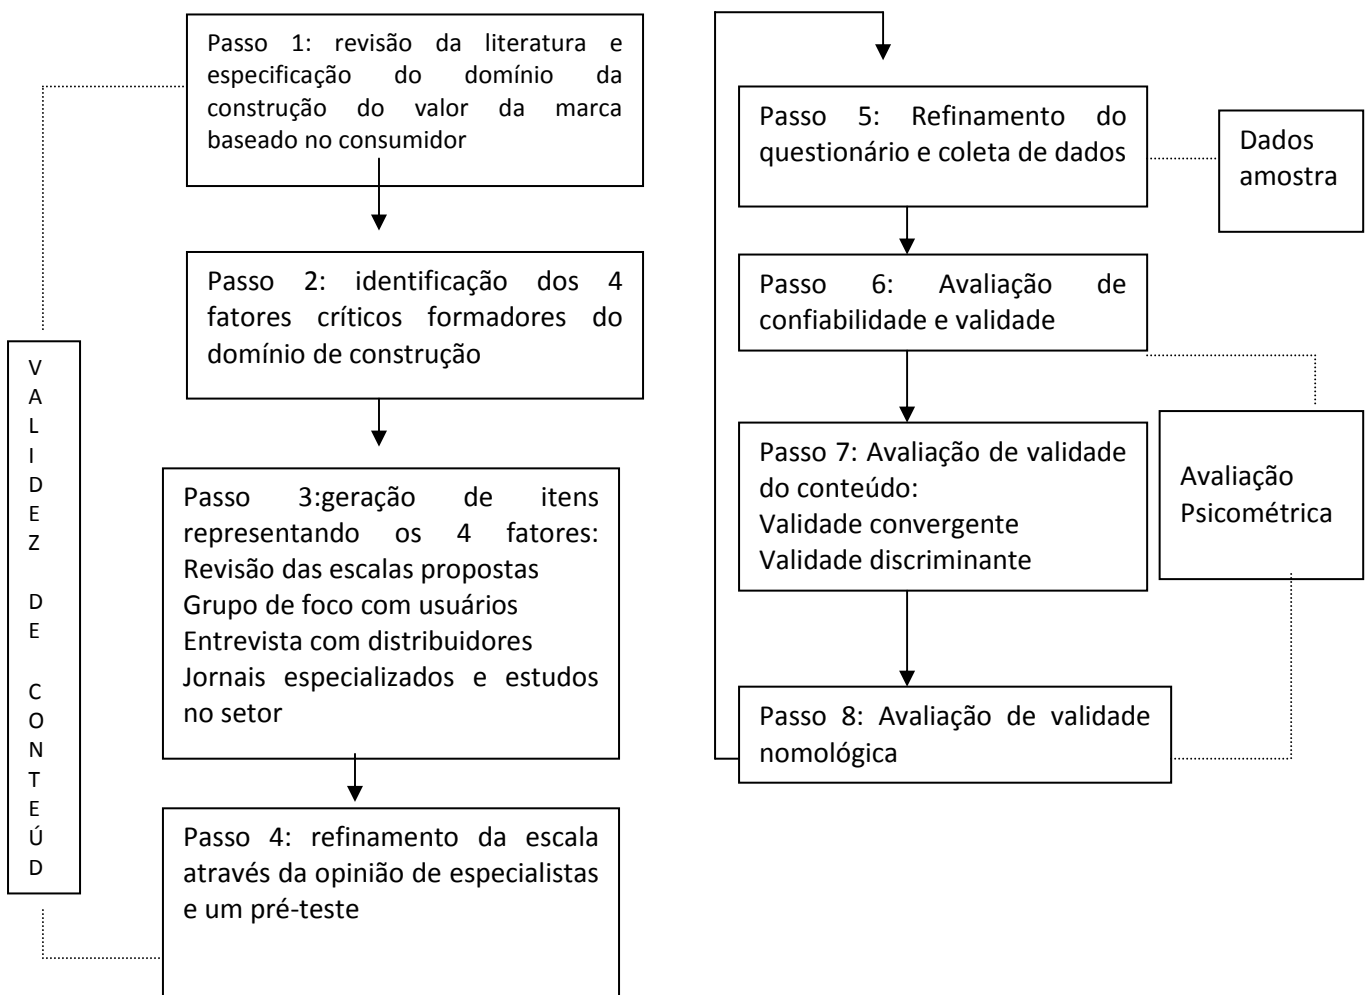 Passo 1: revisão da literatura e
especificação do domínio da
construção do valor da marca
baseado no consumidor
Passo 2: identificação dos 4
fatores críticos formadores do
domínio de construção
Passo 3:geração de itens
representando os 4 fatores:
Revisão das escalas propostas
Grupo de foco com usuários
Entrevista com distribuidores
Jornais especializados e estudos
no setor
Passo 4: refinamento da escala
através da opinião de especialistas
e um pré-teste
V
A
L
I
D
E
Z
D
E
C
O
N
T
E
Ú
D
Passo 5: Refinamento do
questionário e coleta de dados
Dados
amostra
Passo 6: Avaliação de
confiabilidade e validade
Passo 7: Avaliação de validade
do conteúdo:
Validade convergente
Validade discriminante
Avaliação
Psicométrica
Passo 8: Avaliação de validade
nomológica